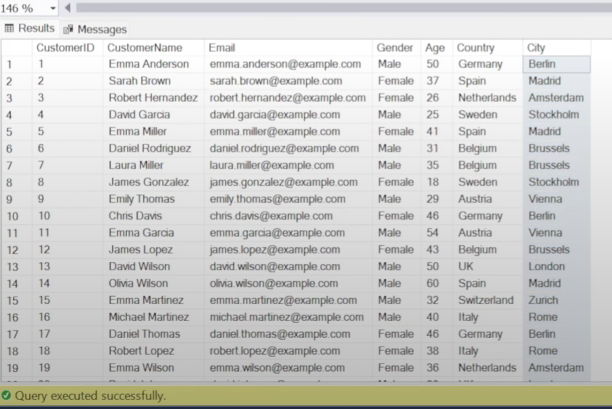 146 %
Results Messages
CustomerID CustomerName Email Gender Age Country City
1 1 Emma Anderson emma.anderson@example.com Male 50 Germany Berlin
2 2 Sarah Brown sarah.brown@example.com Female 37 Spain Madrid
3 3 Robert Hernandez robert.hernandez@example.com Female 26 Netherlands Amsterdam
4 4 David Garcia david.garcia@example.com Male 25 Sweden Stockholm
5 5 Emma Miller emma.miller@example.com Female 41 Spain Madrid
6 6 Daniel Rodriguez daniel.rodriguez@example.com Male 31 Belgium Brussels
7 7 Laura Miller laura.miller@example.com Male 35 Belgium Brussels
8 8 James Gonzalez james.gonzalez@example.com Female 18 Sweden Stockholm
9 9 Emily Thomas emily.thomas@example.com Male 29 Austria Vienna
10 10 Chris Davis chris.davis@example.com Female 46 Germany Berlin
11 11 Emma Garcia emma.garcia@example.com Male 54 Austria Vienna
12 12 James Lopez james.lopez@example.com Female 43 Belgium Brussels
13 13 David Wilson david.wilson@example.com Male 50 UK London
14 14 Olivia Wilson olivia.wilson@example.com Male 60 Spain Madrid
15 15 Emma Martinez emma.martinez@example.com Male 32 Switzerland Zurich
16 16 Michael Martinez michael.martinez@example.com Male 40 Italy Rome
17 17 Daniel Thomas daniel.thomas@example.com Female 46 Germany Berlin
18 18 Robert Lopez robert.lopez@example.com Female 38 Italy Rome
19 19 Emma Wilson emma.wilson@example.com Female 36 Netherlands Amsterdam
Query executed successfully.